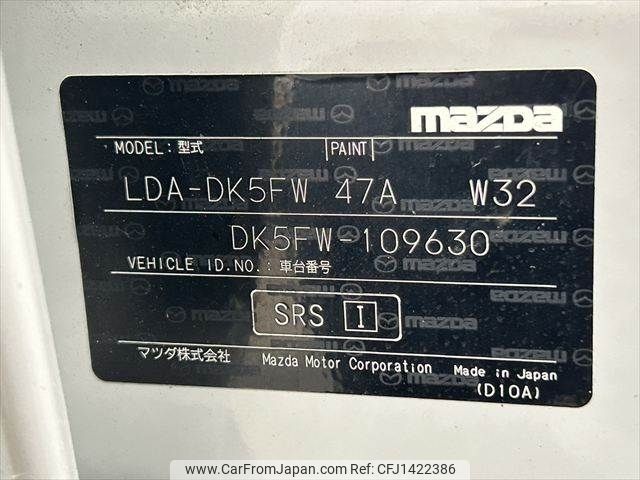 mazda
MODEL: 型式 PAINT
LDA-DK5FW 47A W32
DK5FW-109630
VEHICLE ID.NO.: 車台番号
SRS I
マツダ株式会社 Mazda Motor Corporation Made in Japan
(D10A)
www.CarFromJapan.com - CFJ1422386